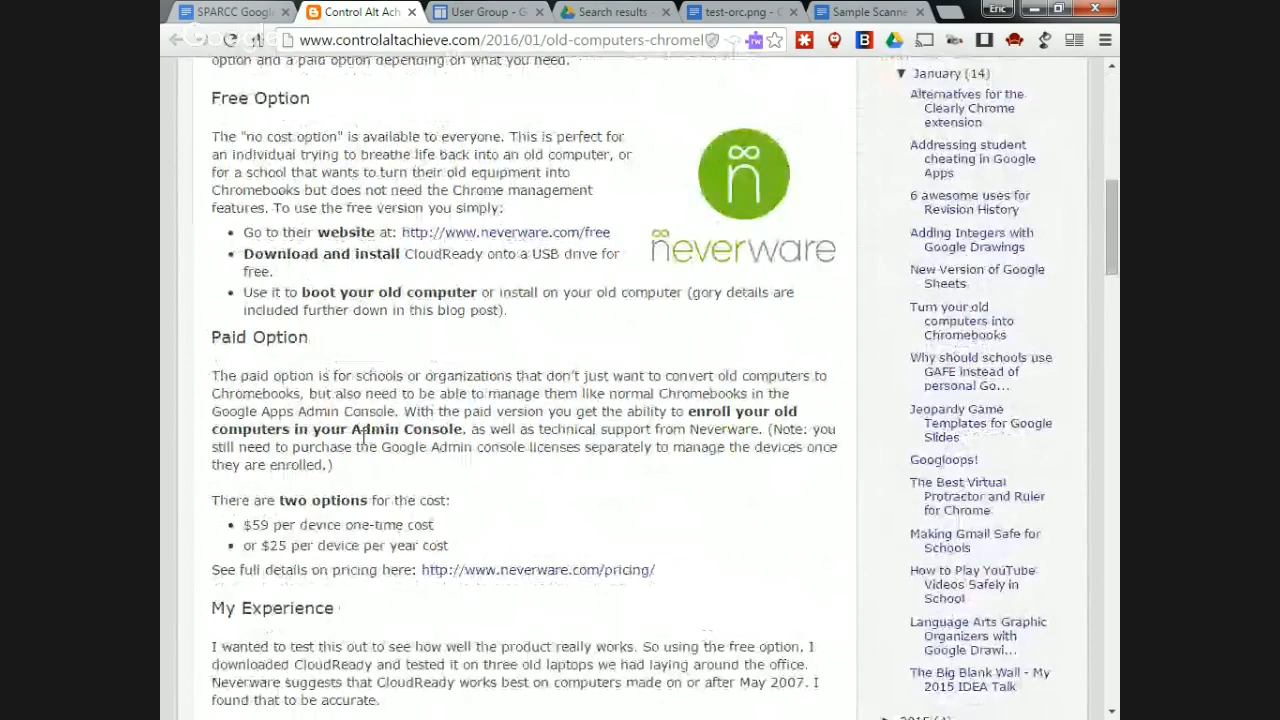 SPARCC Google
Control Alt Ach
User Group - G
Search results -
test-orc.png - G
Sample Scanne
Eric
Google
www.controlaltachieve.com/2016/01/old-computers-chromel
option and a paid option depending on what you need.
Free Option
The "no cost option" is available to everyone. This is perfect for
an individual trying to breathe life back into an old computer, or
for a school that wants to turn their old equipment into
Chromebooks but does not need the Chrome management
features. To use the free version you simply:
Go to their website at: http://www.neverware.com/free
Download and install CloudReady onto a USB drive for
free.
Use it to boot your old computer or install on your old computer (gory details are
included further down in this blog post).
neverware
Paid Option
The paid option is for schools or organizations that don't just want to convert old computers to
Chromebooks, but also need to be able to manage them like normal Chromebooks in the
Google Apps Admin Console. With the paid version you get the ability to enroll your old
computers in your Admin Console, as well as technical support from Neverware. (Note: you
still need to purchase the Google Admin console licenses separately to manage the devices once
they are enrolled.)
There are two options for the cost:
$59 per device one-time cost
or $25 per device per year cost
See full details on pricing here: http://www.neverware.com/pricing/
My Experience
I wanted to test this out to see how well the product really works. So using the free option, I
downloaded CloudReady and tested it on three old laptops we had laying around the office.
Neverware suggests that CloudReady works best on computers made on or after May 2007. I
found that to be accurate.
January (14)
Alternatives for the
Clearly Chrome
extension
Addressing student
cheating in Google
Apps
6 awesome uses for
Revision History
Adding Integers with
Google Drawings
New Version of Google
Sheets
Turn your old
computers into
Chromebooks
Why should schools use
GAFE instead of
personal Go...
Jeopardy Game
Templates for Google
Slides
Googloops!
The Best Virtual
Protractor and Ruler
for Chrome
Making Gmail Safe for
Schools
How to Play YouTube
Videos Safely in
School
Language Arts Graphic
Organizers with
Google Drawi...
The Big Blank Wall - My
2015 IDEA Talk